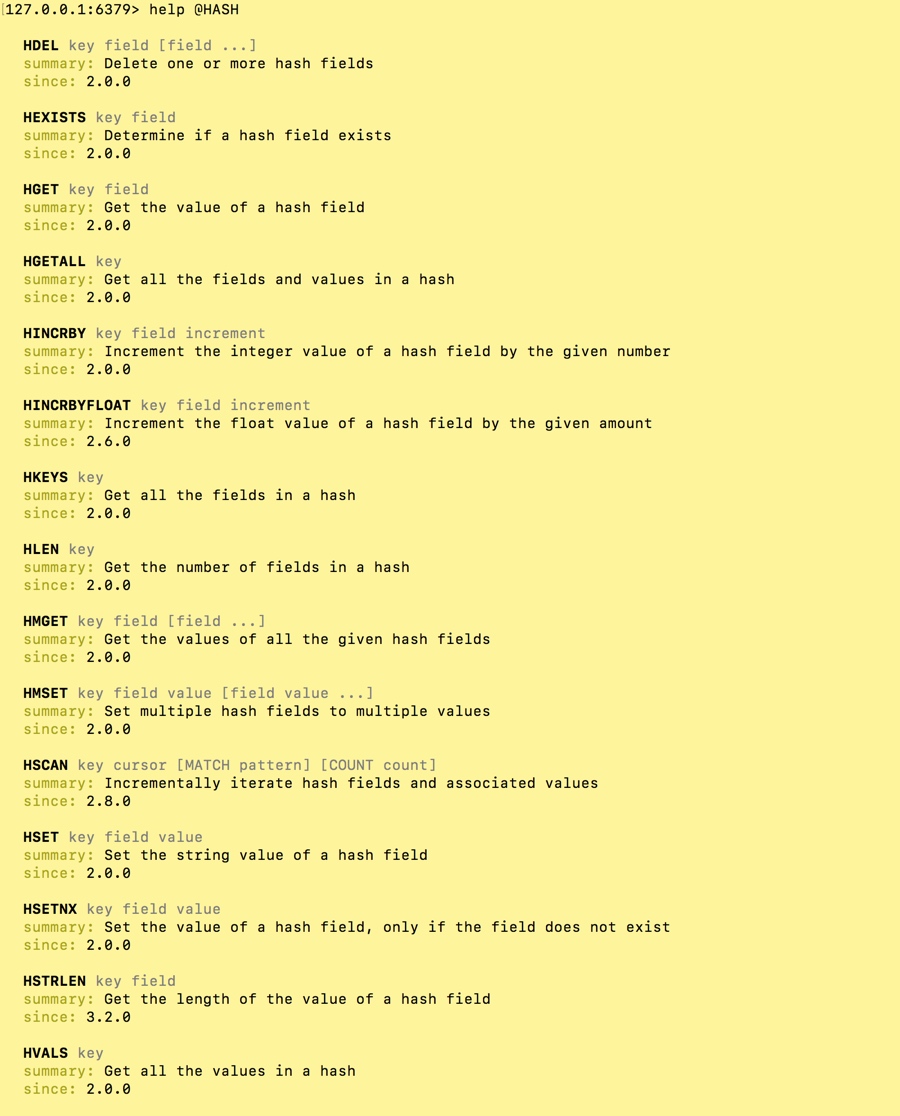 127.0.0.1:6379> help @HASH
HDEL key field [field ...]
summary: Delete one or more hash fields
since: 2.0.0
HEXISTS key field
summary: Determine if a hash field exists
since: 2.0.0
HGET key field
summary: Get the value of a hash field
since: 2.0.0
HGETALL key
summary: Get all the fields and values in a hash
since: 2.0.0
HINCRBY key field increment
summary: Increment the integer value of a hash field by the given number
since: 2.0.0
HINCRBYFLOAT key field increment
summary: Increment the float value of a hash field by the given amount
since: 2.6.0
HKEYS key
summary: Get all the fields in a hash
since: 2.0.0
HLEN key
summary: Get the number of fields in a hash
since: 2.0.0
HMGET key field [field ...]
summary: Get the values of all the given hash fields
since: 2.0.0
HMSET key field value [field value ...]
summary: Set multiple hash fields to multiple values
since: 2.0.0
HSCAN key cursor [MATCH pattern] [COUNT count]
summary: Incrementally iterate hash fields and associated values
since: 2.8.0
HSET key field value
summary: Set the string value of a hash field
since: 2.0.0
HSETNX key field value
summary: Set the value of a hash field, only if the field does not exist
since: 2.0.0
HSTRLEN key field
summary: Get the length of the value of a hash field
since: 3.2.0
HVALS key
summary: Get all the values in a hash
since: 2.0.0